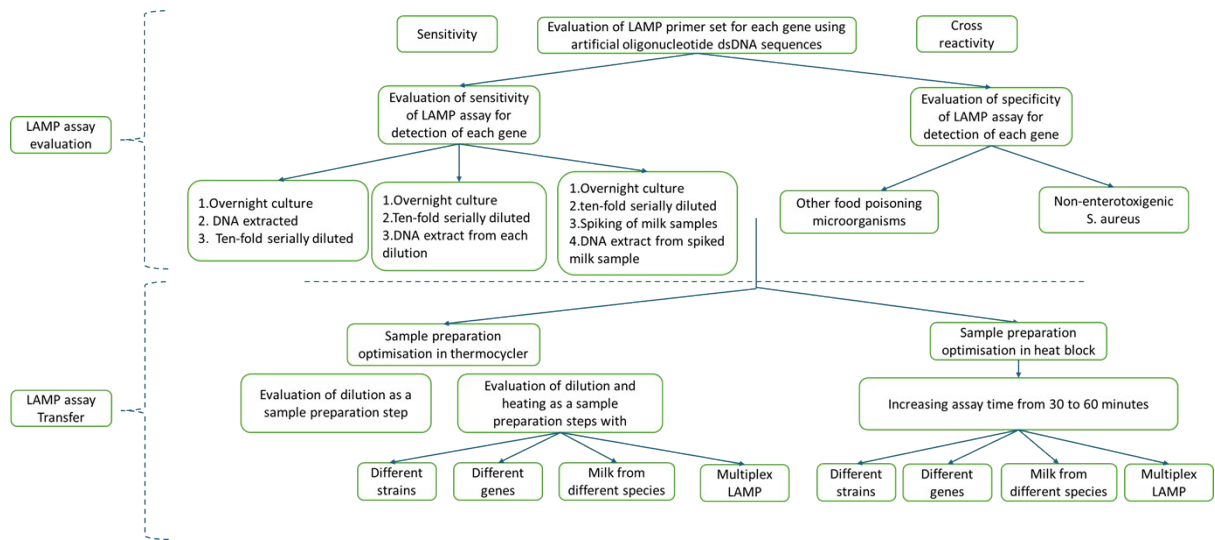 Sensitivity
Evaluation of LAMP primer set for each gene using
artificial oligonucleotide dsDNA sequences
Cross
reactivity
LAMP assay
evaluation
Evaluation of sensitivity
of LAMP assay for
detection of each gene
Evaluation of specificity
of LAMP assay for
detection of each gene
1.Overnight culture
2. DNA extracted
3. Ten-fold serially diluted
1.Overnight culture
2.Ten-fold serially diluted
3.DNA extract from each
dilution
1.Overnight culture
2.ten-fold serially diluted
3.Spiking of milk samples
4.DNA extract from spiked
milk sample
Other food poisoning
microorganisms
Non-enterotoxigenic
S. aureus
LAMP assay
Transfer
Sample preparation
optimisation in thermocycler
Sample preparation
optimisation in heat block
Evaluation of dilution as a
sample preparation step
Evaluation of dilution and
heating as a sample
preparation steps with
Increasing assay time from 30 to 60 minutes
Different
strains
Different
genes
Milk from
different species
Multiplex
LAMP
Different
strains
Different
genes
Milk from
different species
Multiplex
LAMP